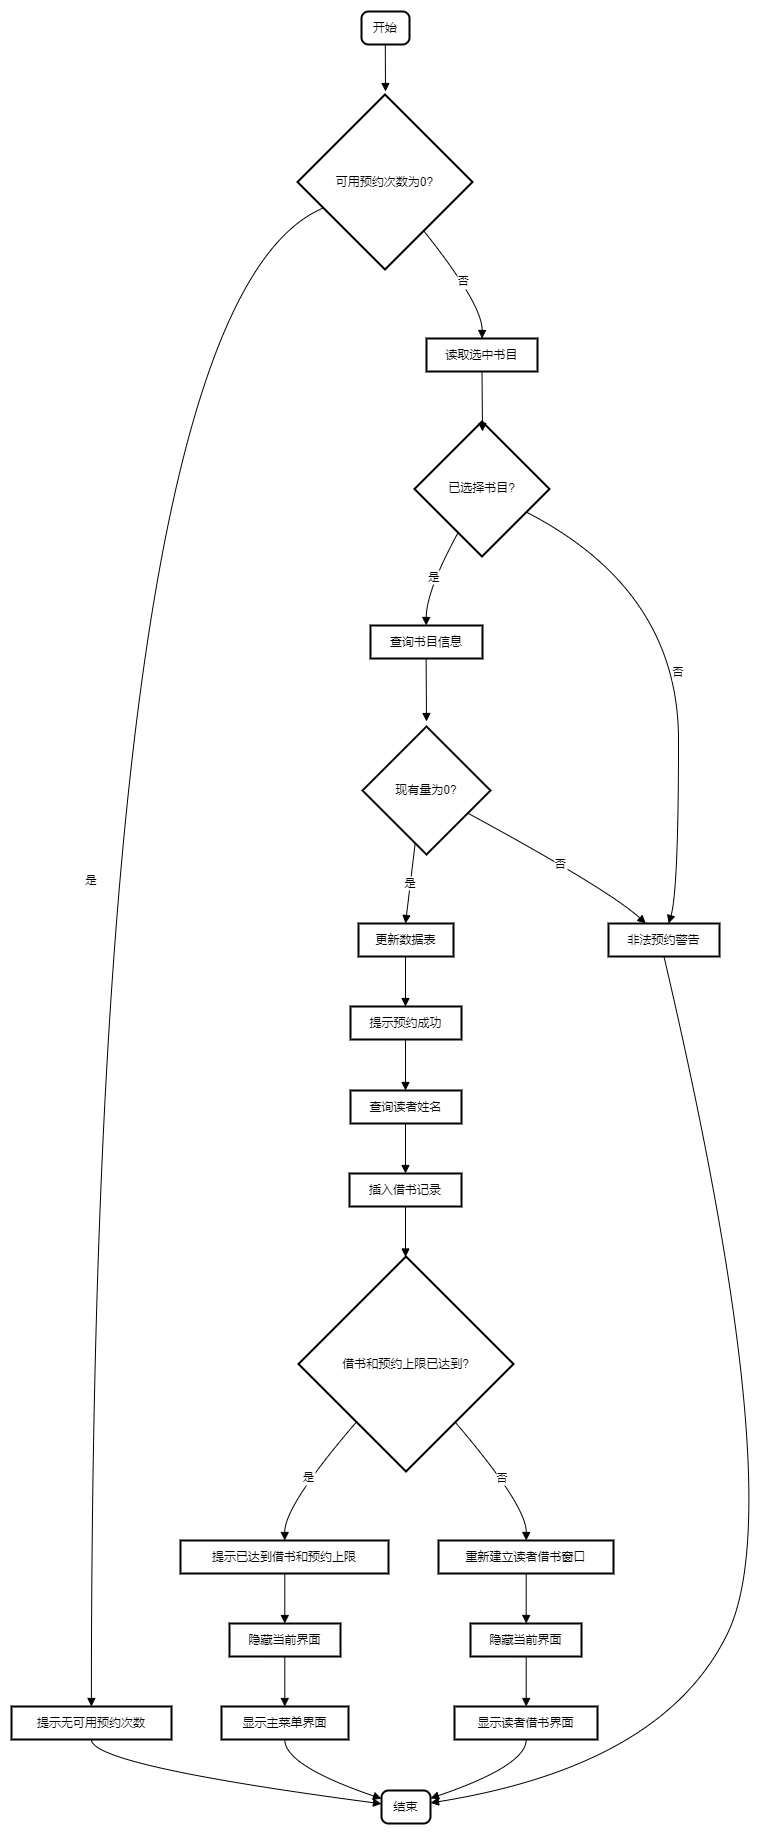 开始
可用预约次数为0?
否
读取选中书目
已选择书目?
是
查询书目信息
否
现有量为0?
否
是
是
更新数据表
非法预约警告
提示预约成功
查询读者姓名
插入借书记录
借书和预约上限已达到?
是
否
提示已达到借书和预约上限
重新建立读者借书窗口
隐藏当前界面
隐藏当前界面
提示无可用预约次数
显示主菜单界面
显示读者借书界面
结束